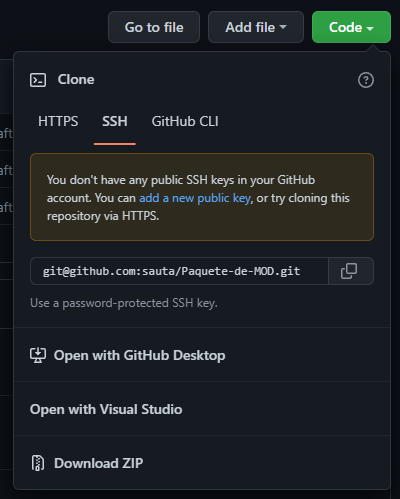 Go to file Add file Code
Clone
HTTPS SSH GitHub CLI
aft
You don't have any public SSH keys in your GitHub
aft
account. You can add a new public key, or try cloning this
aft
repository via HTTPS.
git@github.com:sauta/Paquete-de-MOD.git
Use a password-protected SSH key.
Open with GitHub Desktop
Open with Visual Studio
Download ZIP